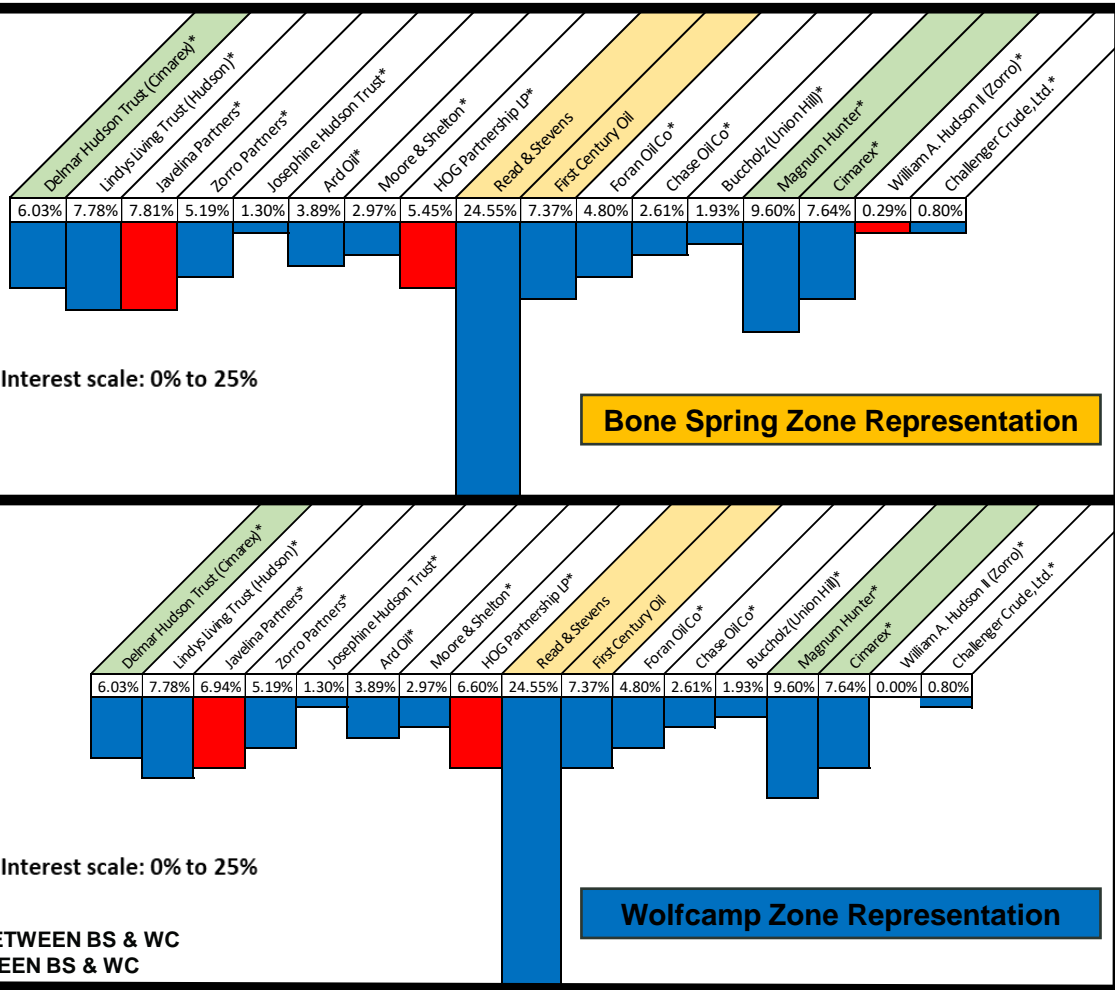 Delmar Hudson Trust (Cimarex)*
Lindys Living Trust (Hudson)*
Javelina Partners*
Zorro Partners*
Josephine Hudson Trust*
Ard Oil*
Moore & Shelton*
HOG Partnership LP*
Read & Stevens
First Century Oil
Foran Oil Co*
Chase Oil Co*
Buccholz (Union Hill)*
Magnum Hunter*
Cimarex*
William A. Hudson II (Zorro)*
Challenger Crude, Ltd.*
6.03% 7.78% 7.81% 5.19% 1.30% 3.89% 2.97% 5.45% 24.55% 7.37% 4.80% 2.61% 1.93% 9.60% 7.64% 0.29% 0.80%
Interest scale: 0% to 25%
Bone Spring Zone Representation
Delmar Hudson Trust (Cimarex)*
Lindys Living Trust (Hudson)*
Javelina Partners*
Zorro Partners*
Josephine Hudson Trust*
Ard Oil*
Moore & Shelton*
HOG Partnership LP*
Read & Stevens
First Century Oil
Foran Oil Co*
Chase Oil Co*
Buccholz (Union Hill)*
Magnum Hunter*
Cimarex*
William A. Hudson II (Zorro)*
Challenger Crude, Ltd.*
6.03% 7.78% 6.94% 5.19% 1.30% 3.89% 2.97% 6.60% 24.55% 7.37% 4.80% 2.61% 1.93% 9.60% 7.64% 0.00% 0.80%
Interest scale: 0% to 25%
Wolfcamp Zone Representation
ETWEEN BS & WC
EEN BS & WC